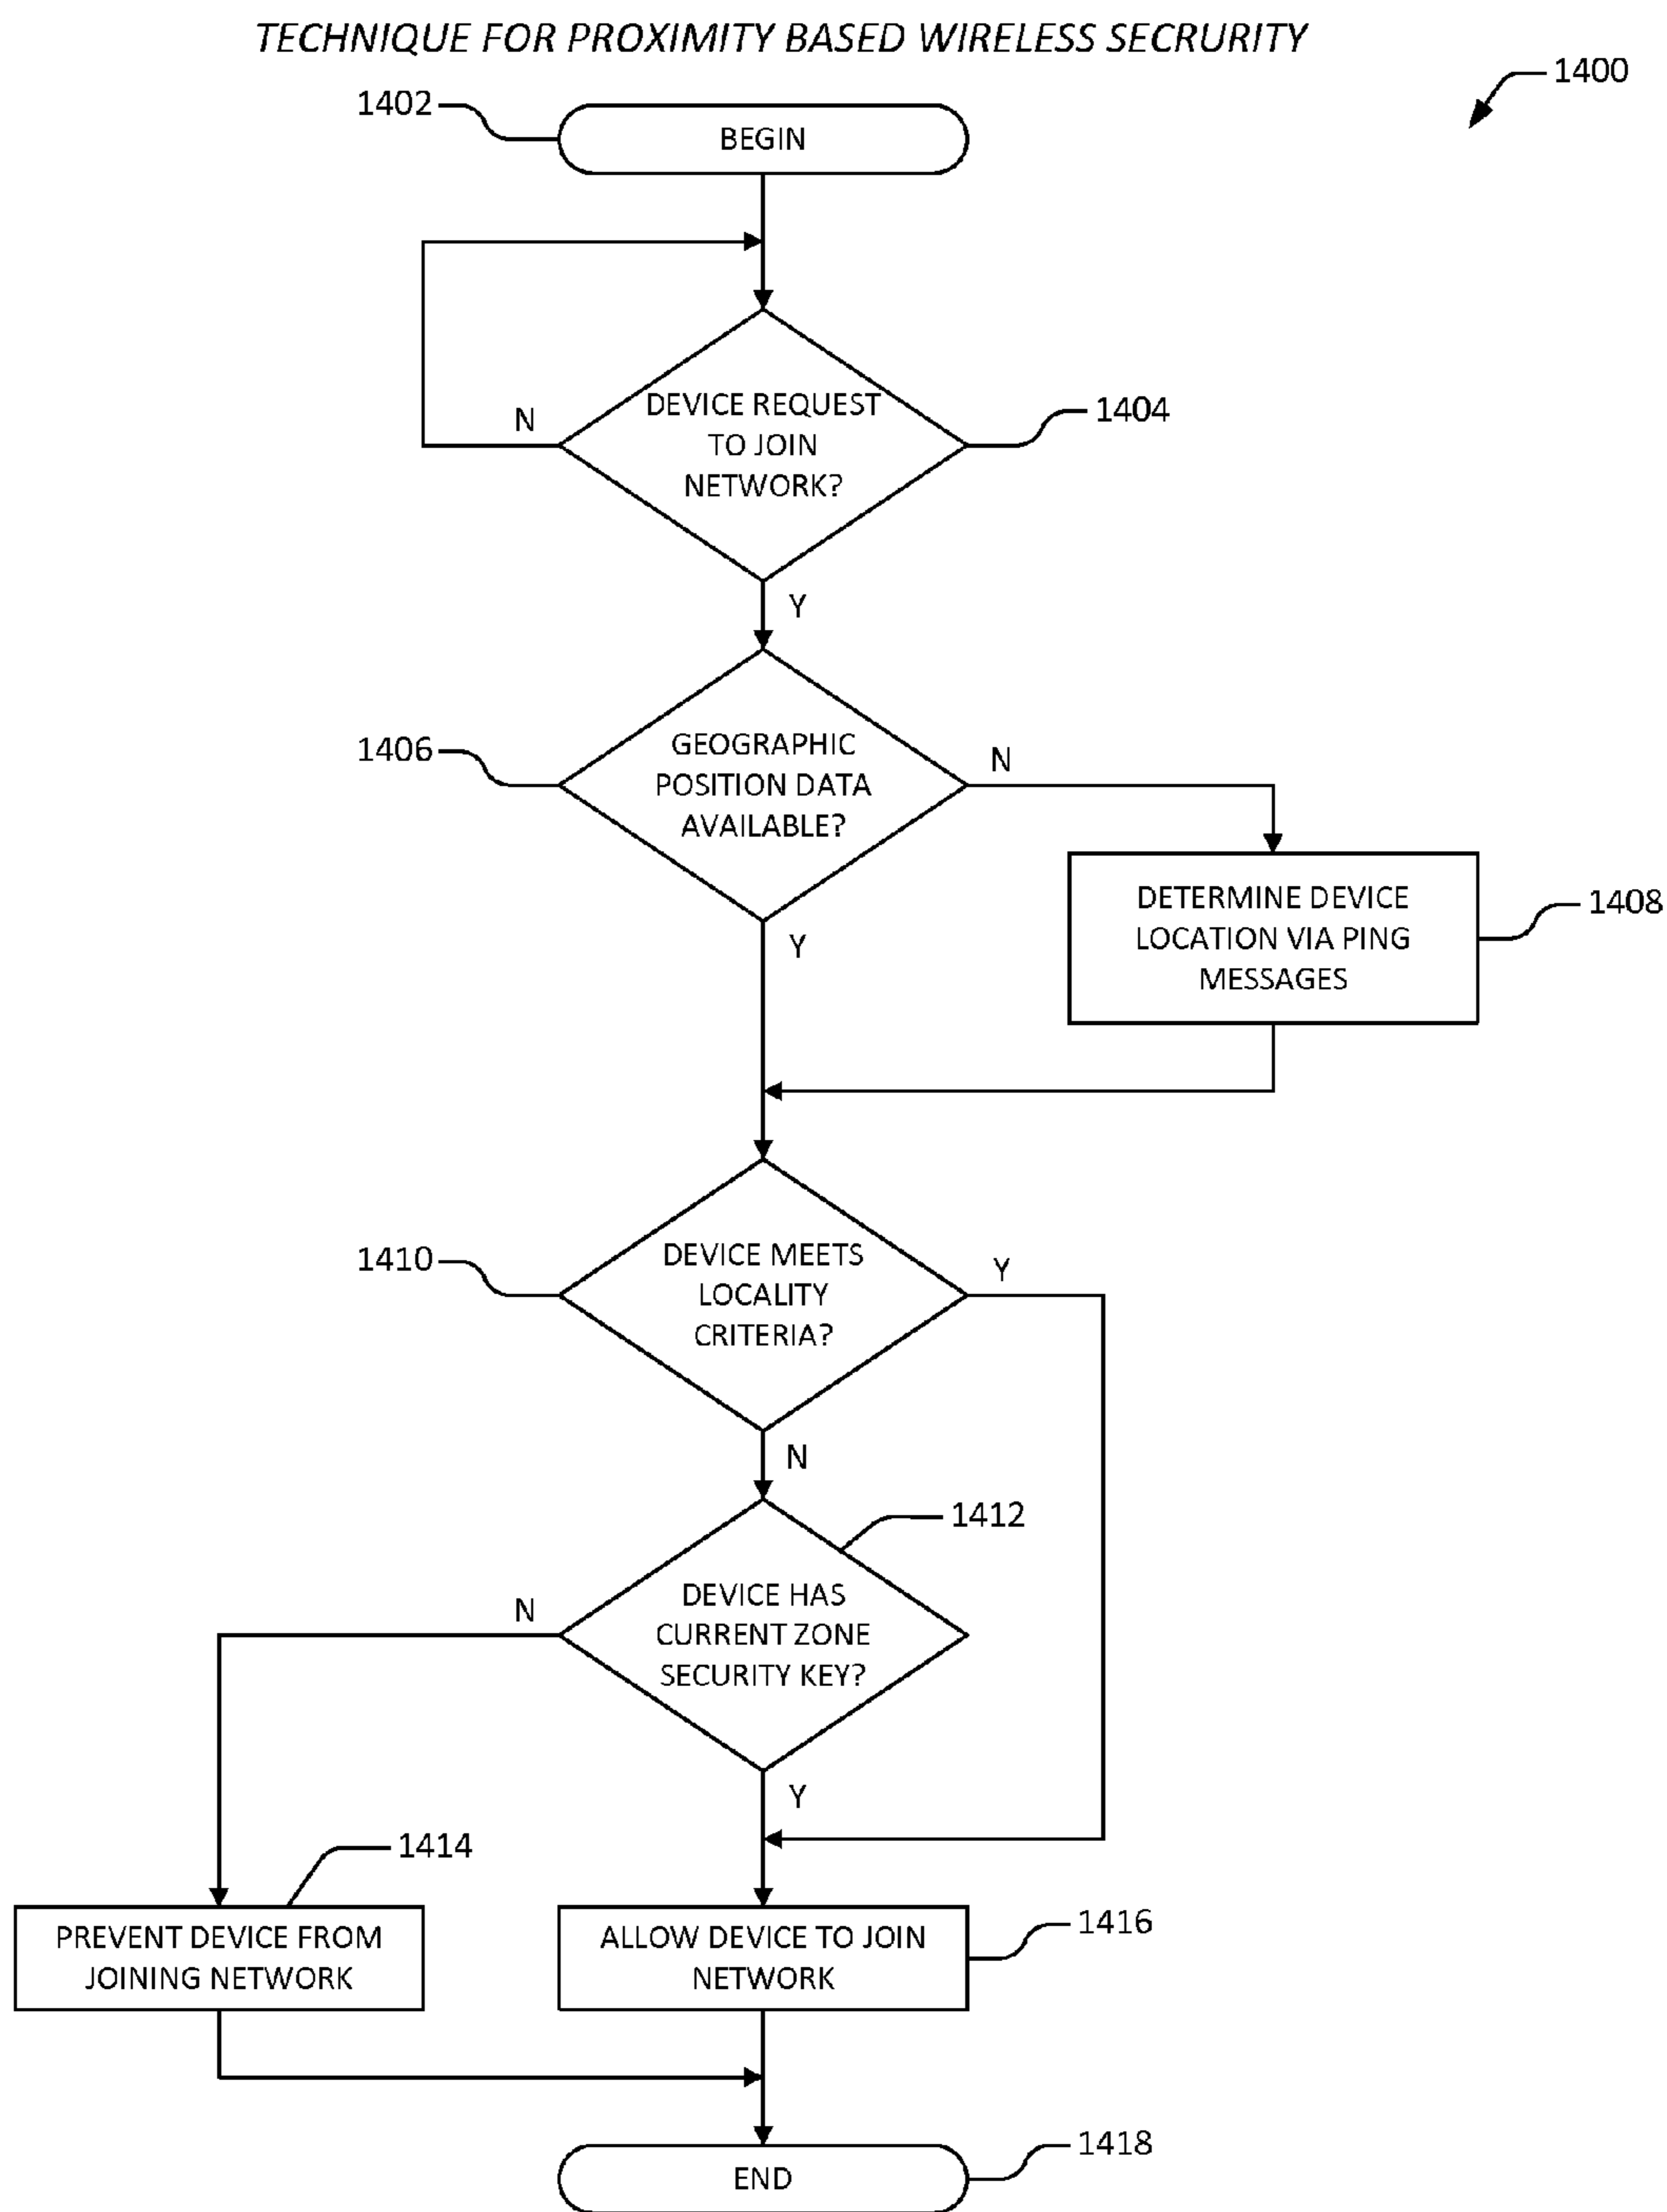 TECHNIQUE FOR PROXIMITY BASED WIRELESS SECRURITY
1400
1402
BEGIN
DEVICE REQUEST
TO JOIN
NETWORK?
1404
N
Y
1406
GEOGRAPHIC
POSITION DATA
AVAILABLE?
N
Y
DETERMINE DEVICE
LOCATION VIA PING
MESSAGES
1408
1410
DEVICE MEETS
LOCALITY
CRITERIA?
Y
N
1412
DEVICE HAS
CURRENT ZONE
SECURITY KEY?
N
Y
1414
PREVENT DEVICE FROM
JOINING NETWORK
ALLOW DEVICE TO JOIN
NETWORK
1416
END
1418